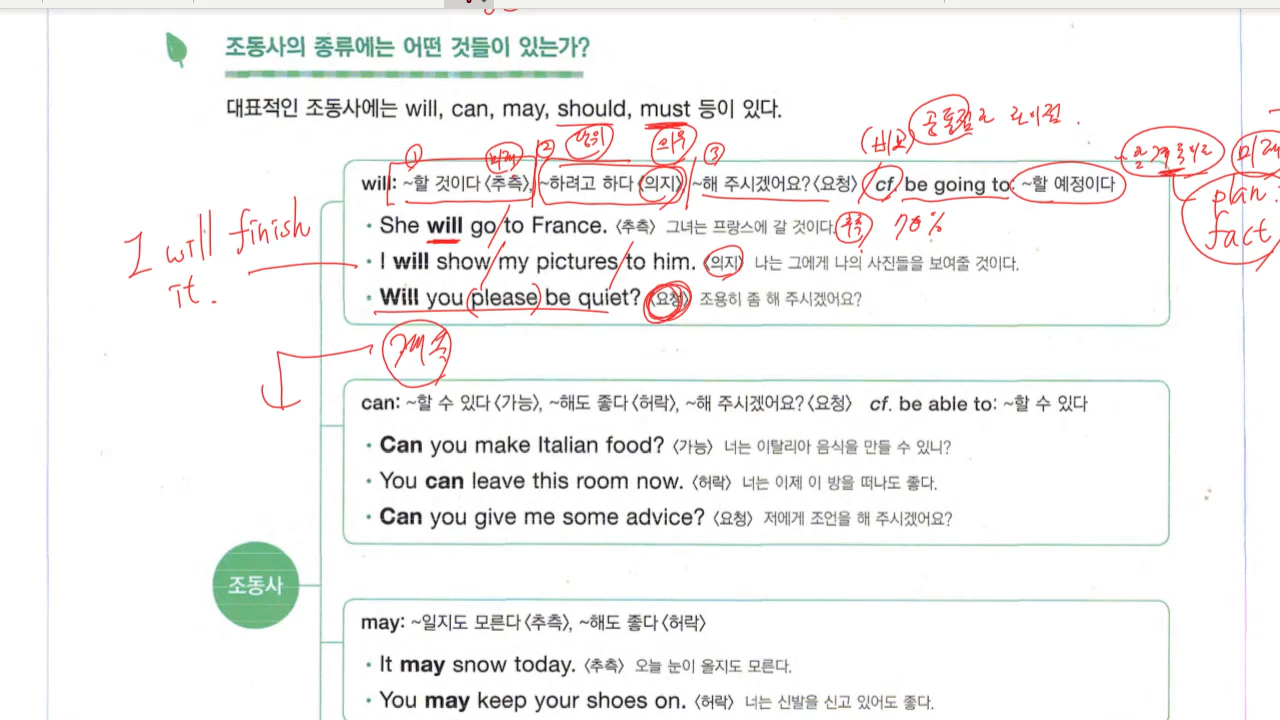 조동사의 종류에는 어떤 것들이 있는가?
대표적인 조동사에는 will, can, may, should, must 등이 있다.
당위 의무
(비교) 공통점과
① 미래 ② ③
will: ~할 것이다〈추측〉, ~하려고 하다〈의지〉, ~해 주시겠어요?〈요청〉 cf. be going to: ~할 예정이다
plan :
fact
She will go to France. 〈추측〉 그녀는 프랑스에 갈 것이다. 추측 70%
I will finish
it.
I will show my pictures to him. 〈의지〉 나는 그에게 나의 사진들을 보여줄 것이다.
Will you please be quiet? 〈요청〉 조용히 좀 해 주시겠어요?
can: ~할 수 있다〈가능〉, ~해도 좋다〈허락〉, ~해 주시겠어요?〈요청〉 cf. be able to: ~할 수 있다
Can you make Italian food? 〈가능〉 너는 이탈리아 음식을 만들 수 있니?
You can leave this room now. 〈허락〉 너는 이제 이 방을 떠나도 좋다.
Can you give me some advice? 〈요청〉 저에게 조언을 해 주시겠어요?
조동사
may: ~일지도 모른다〈추측〉, ~해도 좋다〈허락〉
It may snow today. 〈추측〉 오늘 눈이 올지도 모른다.
You may keep your shoes on. 〈허락〉 너는 신발을 신고 있어도 좋다.